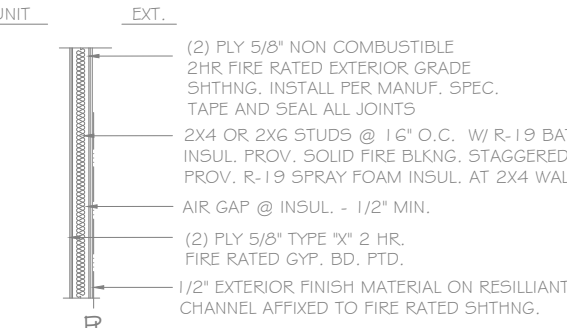 UNIT EXT.
(2) PLY 5/8" NON COMBUSTIBLE
2HR FIRE RATED EXTERIOR GRADE
SHTHNG. INSTALL PER MANUF. SPEC.
TAPE AND SEAL ALL JOINTS
2X4 OR 2X6 STUDS @ 16" O.C. W/ R-19 BAT
INSUL. PROV. SOLID FIRE BLKNG. STAGGERED
PROV. R-19 SPRAY FOAM INSUL. AT 2X4 WAL
AIR GAP @ INSUL. - 1/2" MIN.
(2) PLY 5/8" TYPE "X" 2 HR.
FIRE RATED GYP. BD. PTD.
1/2" EXTERIOR FINISH MATERIAL ON RESILLIANT
CHANNEL AFFIXED TO FIRE RATED SHTHNG.